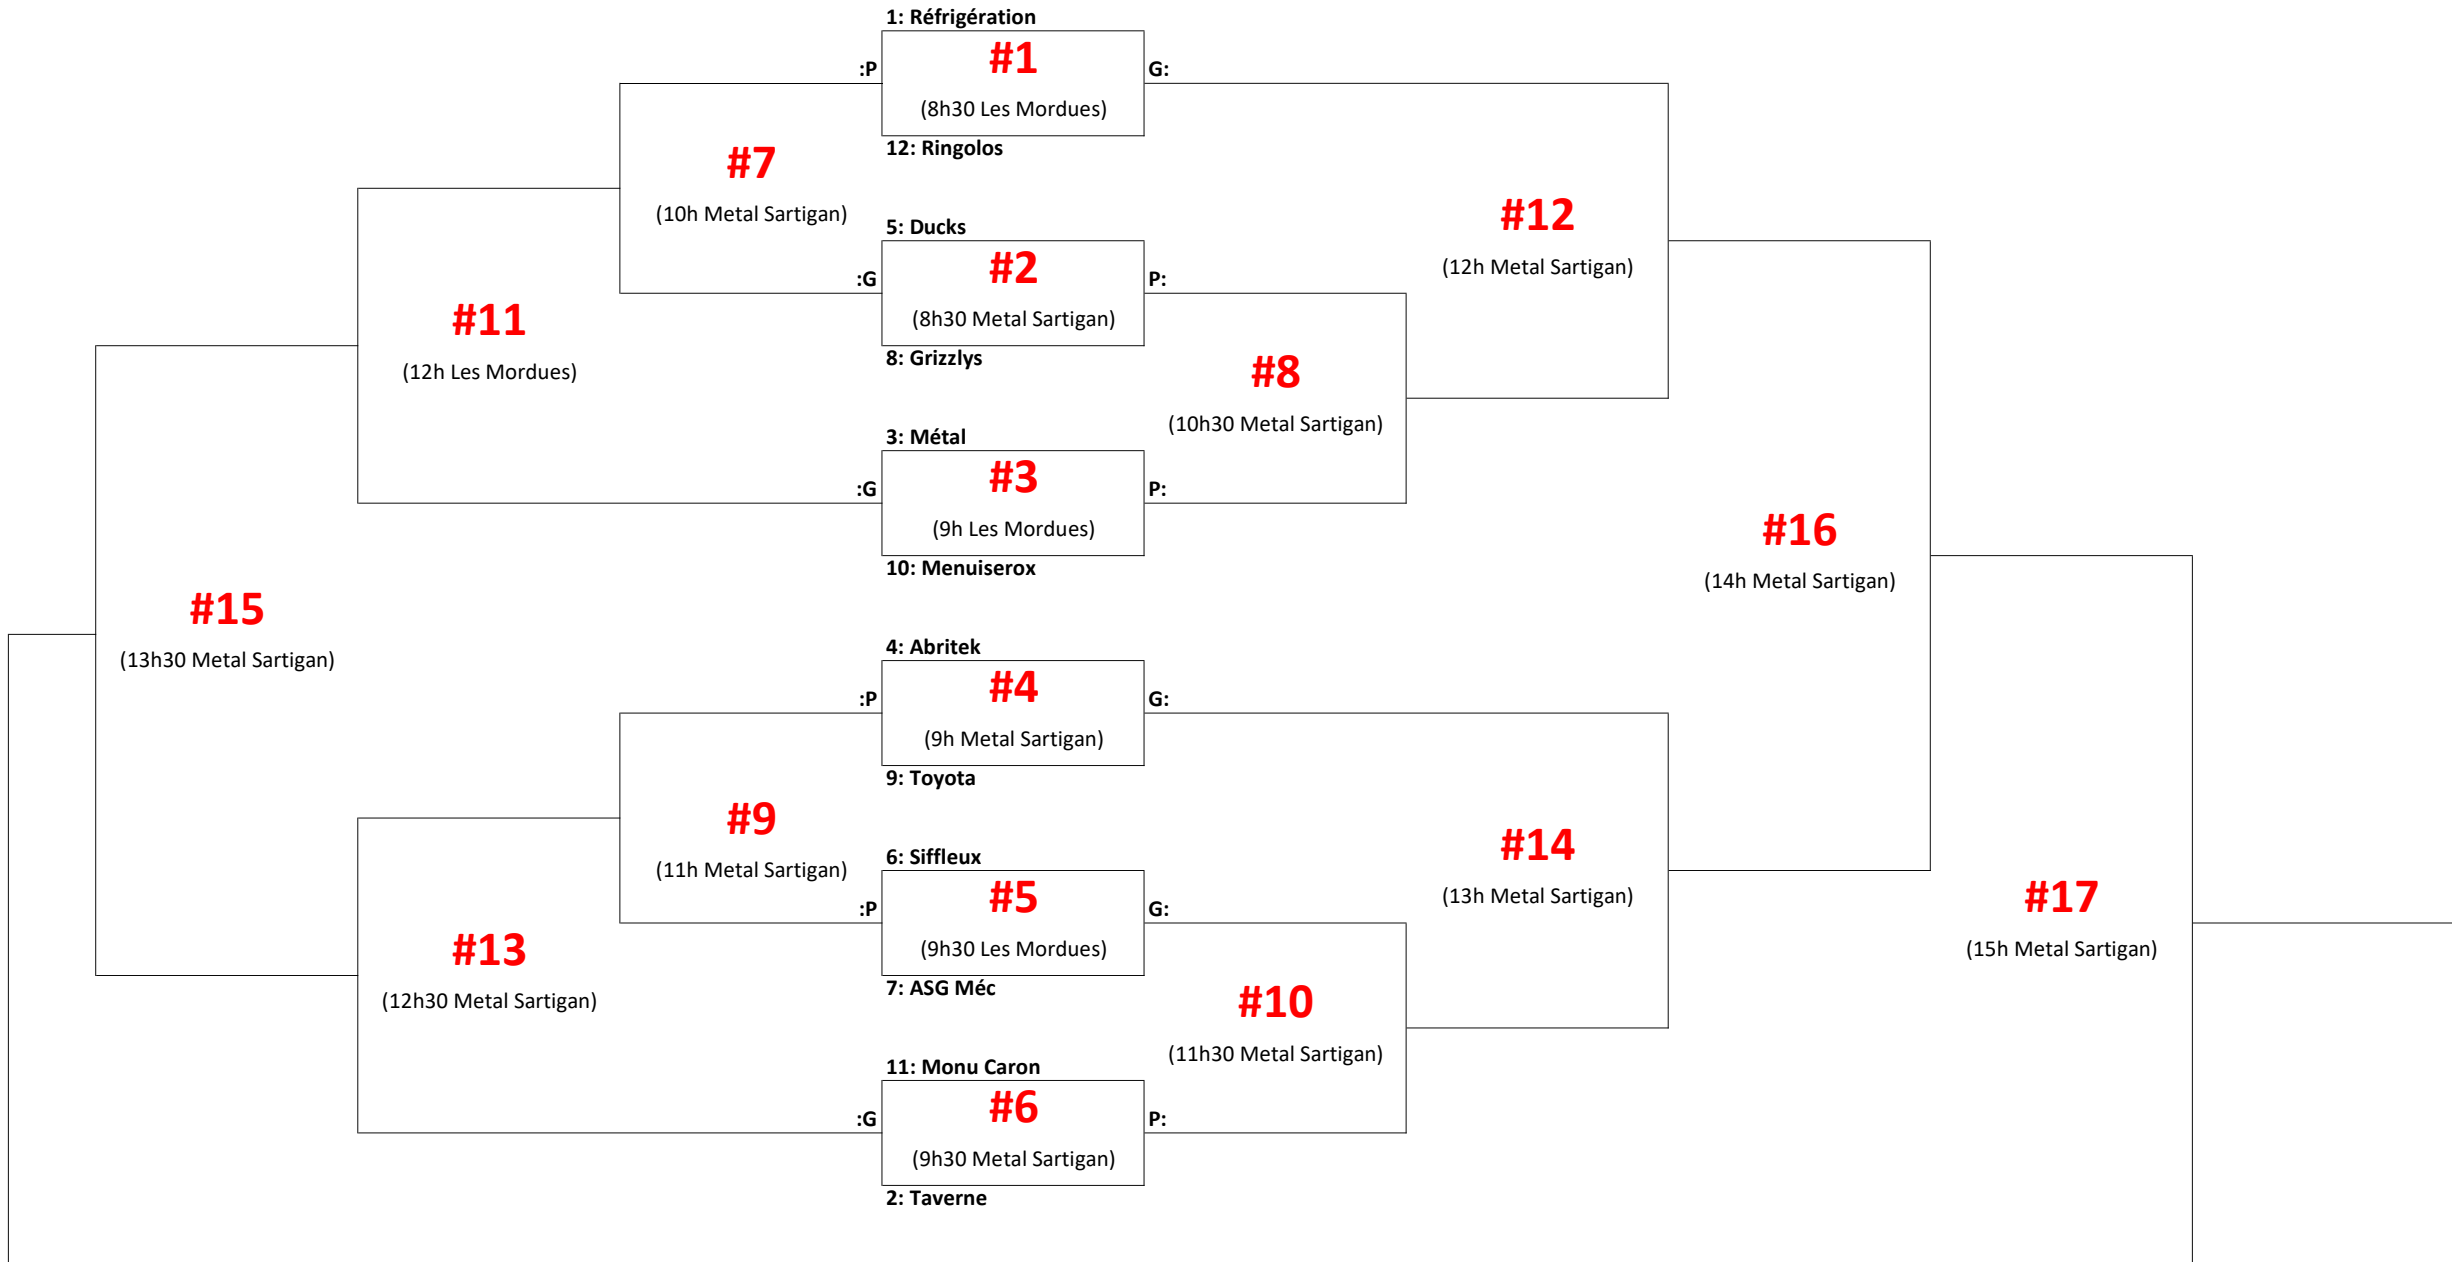 1: Réfrigération
:P
#1
G:
(8h30 Les Mordues)
12: Ringolos
#7
(10h Metal Sartigan)
#12
(12h Metal Sartigan)
5: Ducks
:G
#2
P:
(8h30 Metal Sartigan)
8: Grizzlys
#11
(12h Les Mordues)
#8
(10h30 Metal Sartigan)
3: Métal
:G
#3
P:
(9h Les Mordues)
10: Menuiserox
#16
(14h Metal Sartigan)
#15
(13h30 Metal Sartigan)
4: Abritek
:P
#4
G:
(9h Metal Sartigan)
9: Toyota
#9
(11h Metal Sartigan)
#14
(13h Metal Sartigan)
6: Siffleux
:P
#5
G:
(9h30 Les Mordues)
7: ASG Méc
#17
(15h Metal Sartigan)
#13
(12h30 Metal Sartigan)
#10
(11h30 Metal Sartigan)
11: Monu Caron
:G
#6
P:
(9h30 Metal Sartigan)
2: Taverne